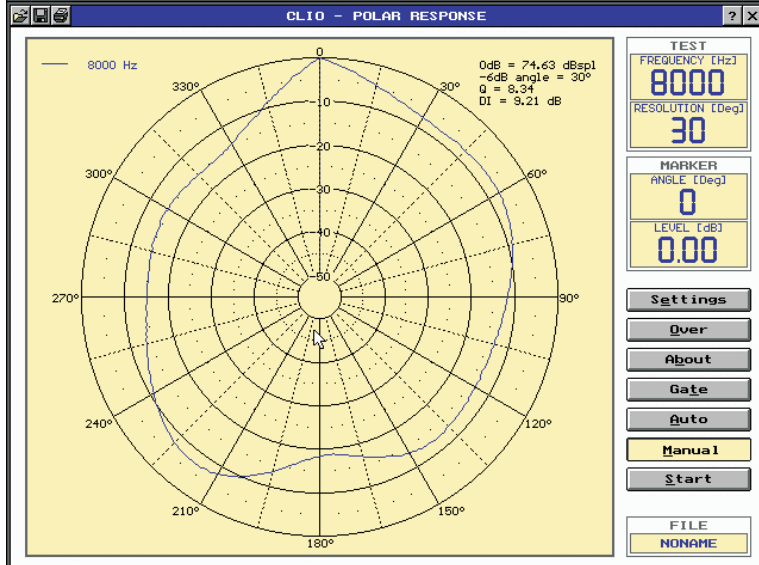 CLIO - POLAR RESPONSE
? X
8000 Hz
0dB = 74.63 dBspl
-6dB angle = 30°
Q = 8.34
DI = 9.21 dB
0
330°
30°
-10
-20
300°
60°
-30
-40
-50
270°
90°
240°
120°
210°
150°
180°
TEST
FREQUENCY [Hz]
8000
RESOLUTION [Deg]
30
MARKER
ANGLE [Deg]
0
LEVEL [dB]
0.00
Settings
Over
About
Gate
Auto
Manual
Start
FILE
NONAME